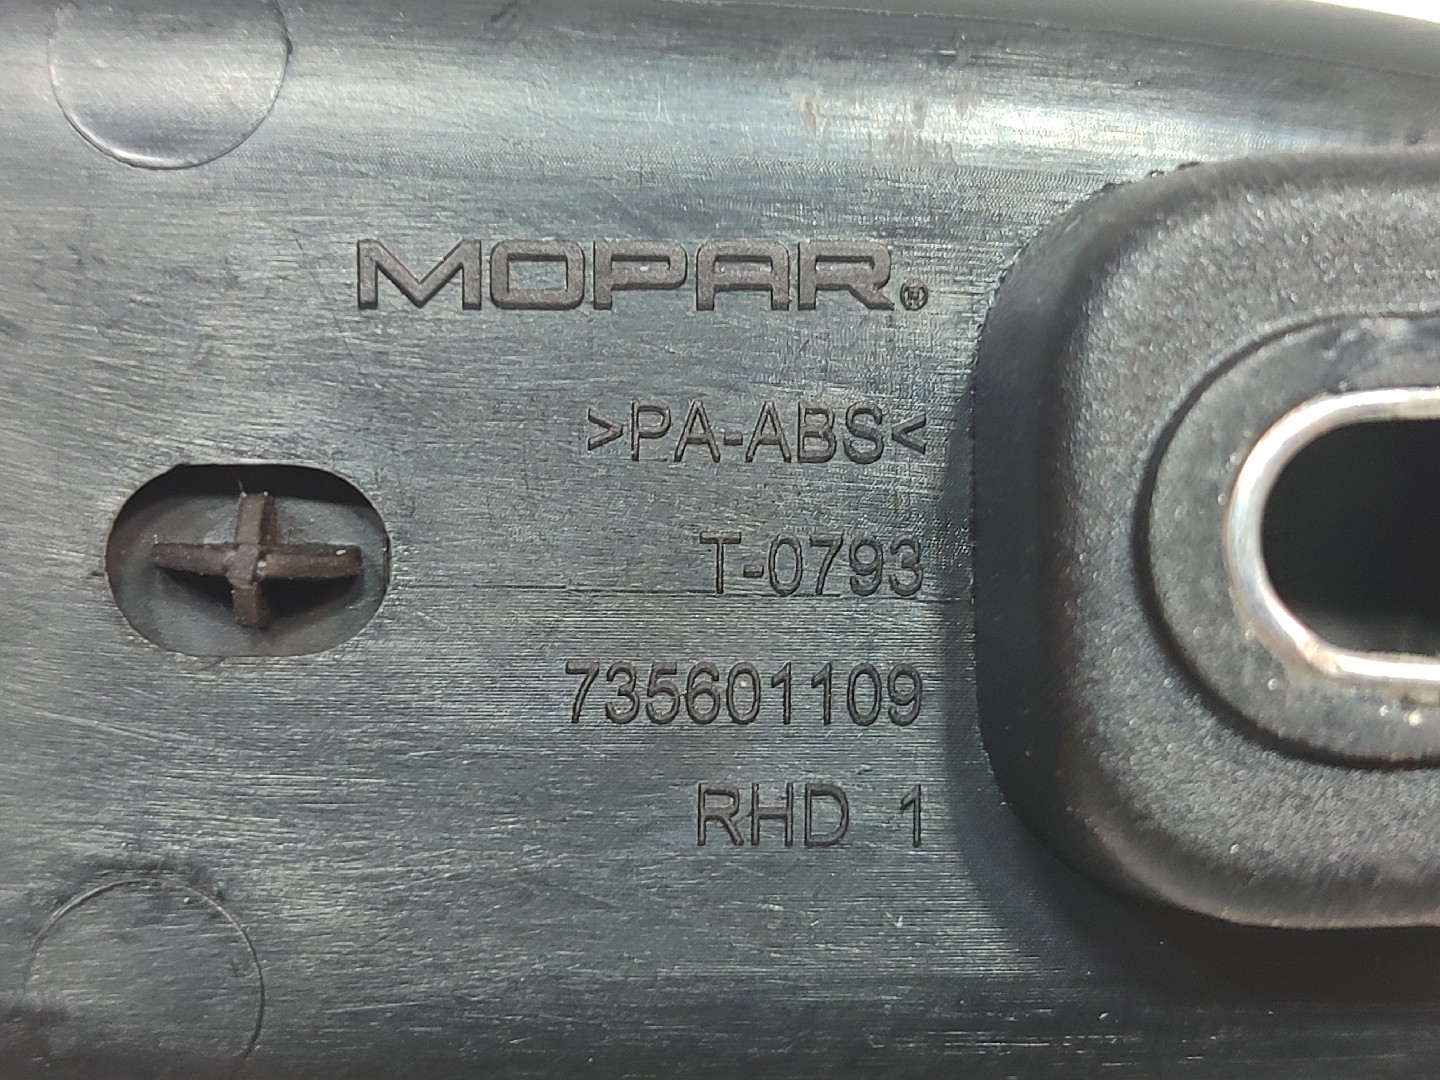 MOPAR®
>PA-ABS<
T-0793
735601109
RHD 1